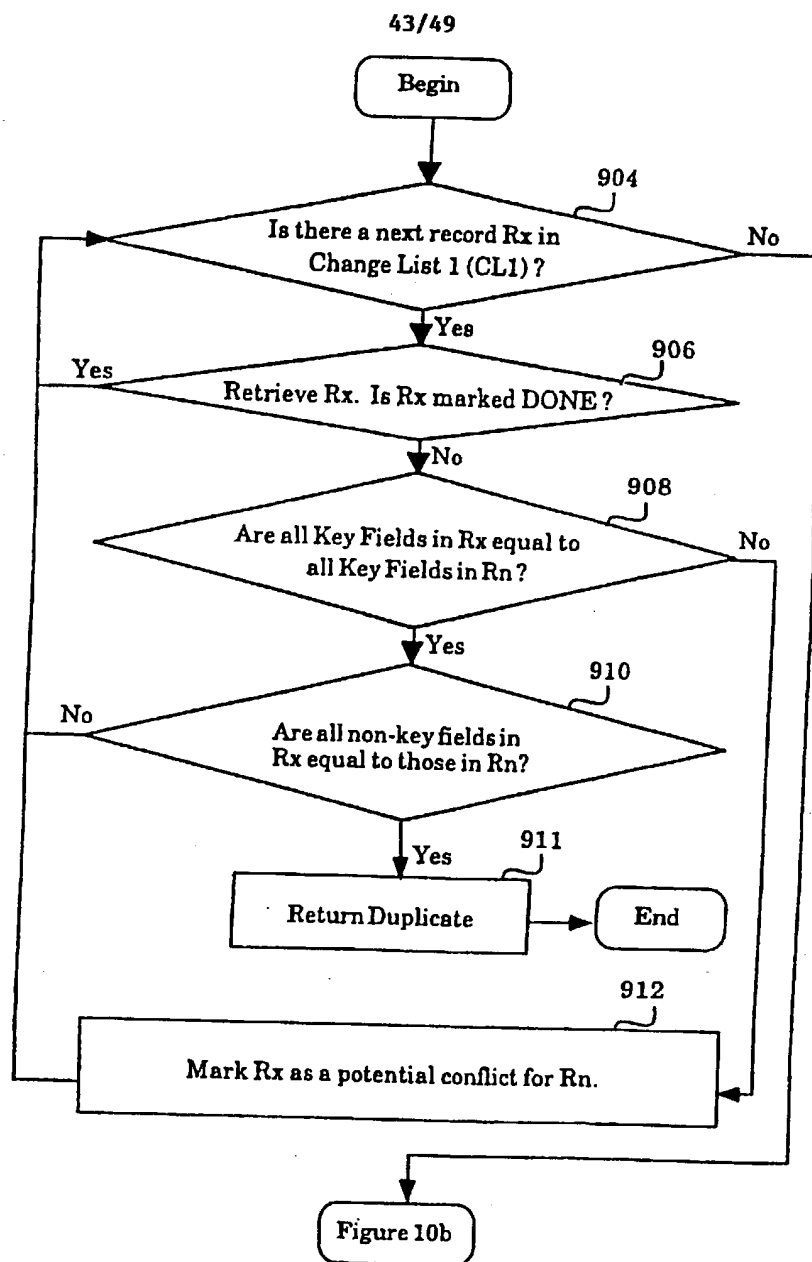 43/49
Begin
904
Is there a next record Rx in
Change List 1 (CL1) ?
No
Yes
906
Yes
Retrieve Rx. Is Rx marked DONE ?
No
908
Are all Key Fields in Rx equal to
all Key Fields in Rn?
No
Yes
910
No
Are all non-key fields in
Rx equal to those in Rn?
Yes
911
Return Duplicate
End
912
Mark Rx as a potential conflict for Rn.
Figure 10b